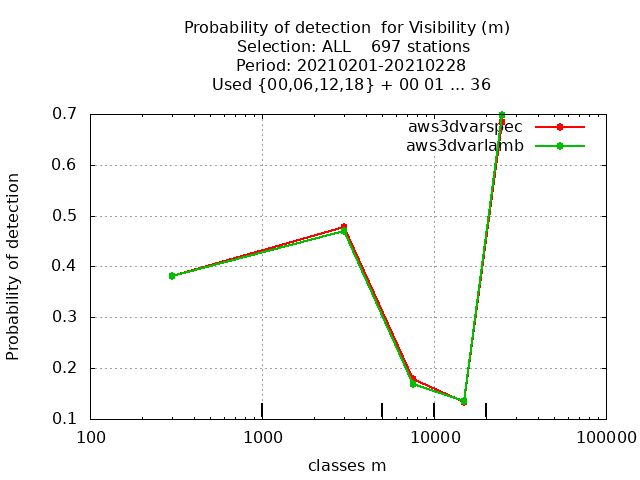 Probability of detection  for Visibility (m)
Selection: ALL    697 stations
Period: 20210201-20210228
Used {00,06,12,18} + 00 01 ... 36
aws3dvarspec
aws3dvarlamb
Probability of detection
0.7
0.6
0.5
0.4
0.3
0.2
0.1
100
1000
10000
100000
classes m